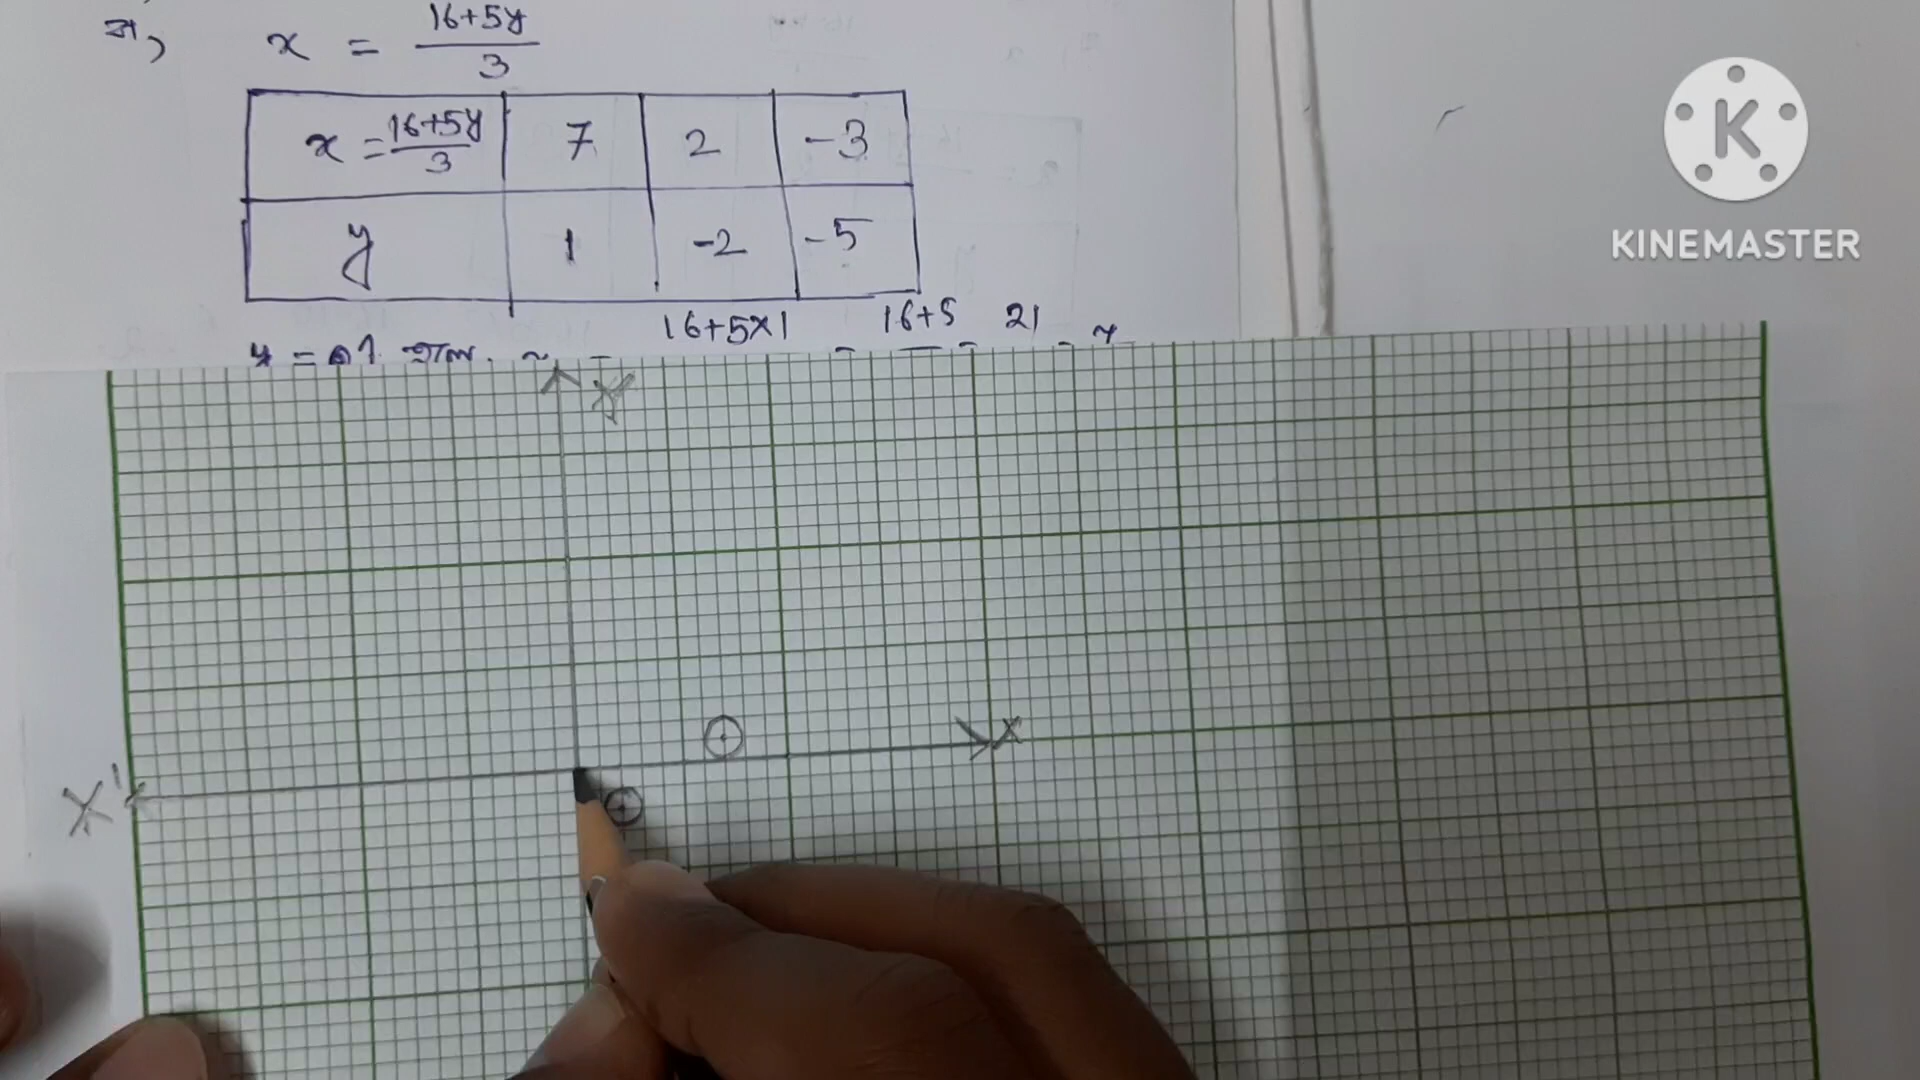 বা, x = 16+5y / 3
x = 16+5y / 3 7 2 -3
y 1 -2 -5
16+5×1 16+5 21
y = 
X
X'
K
KINEMASTER